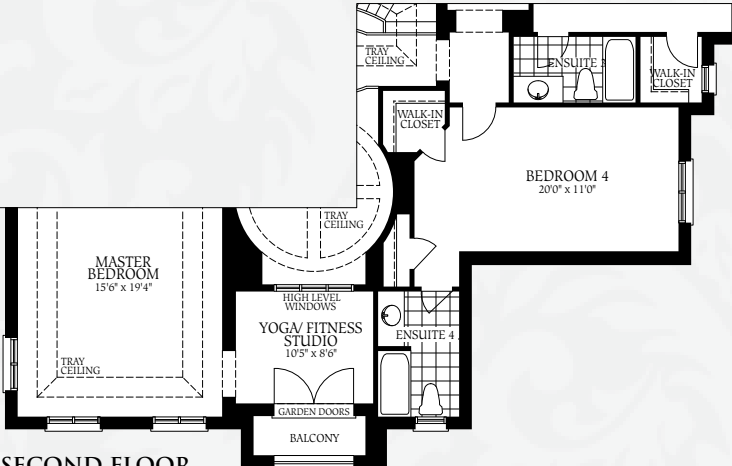 TRAY
CEILING
ENSUITE 3
WALK-IN
CLOSET
WALK-IN
CLOSET
BEDROOM 4
20'0" x 11'0"
TRAY
CEILING
MASTER
BEDROOM
15'6" x 19'4"
HIGH LEVEL
WINDOWS
YOGA/ FITNESS
STUDIO
10'5" x 8'6"
ENSUITE 4
TRAY
CEILING
GARDEN DOORS
BALCONY
SECOND FLOOR